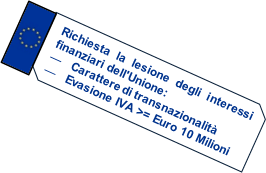 Richiesta la lesione degli interessi
finanziari dell'Unione:
— Carattere di transnazionalità
— Evasione IVA >= Euro 10 Milioni